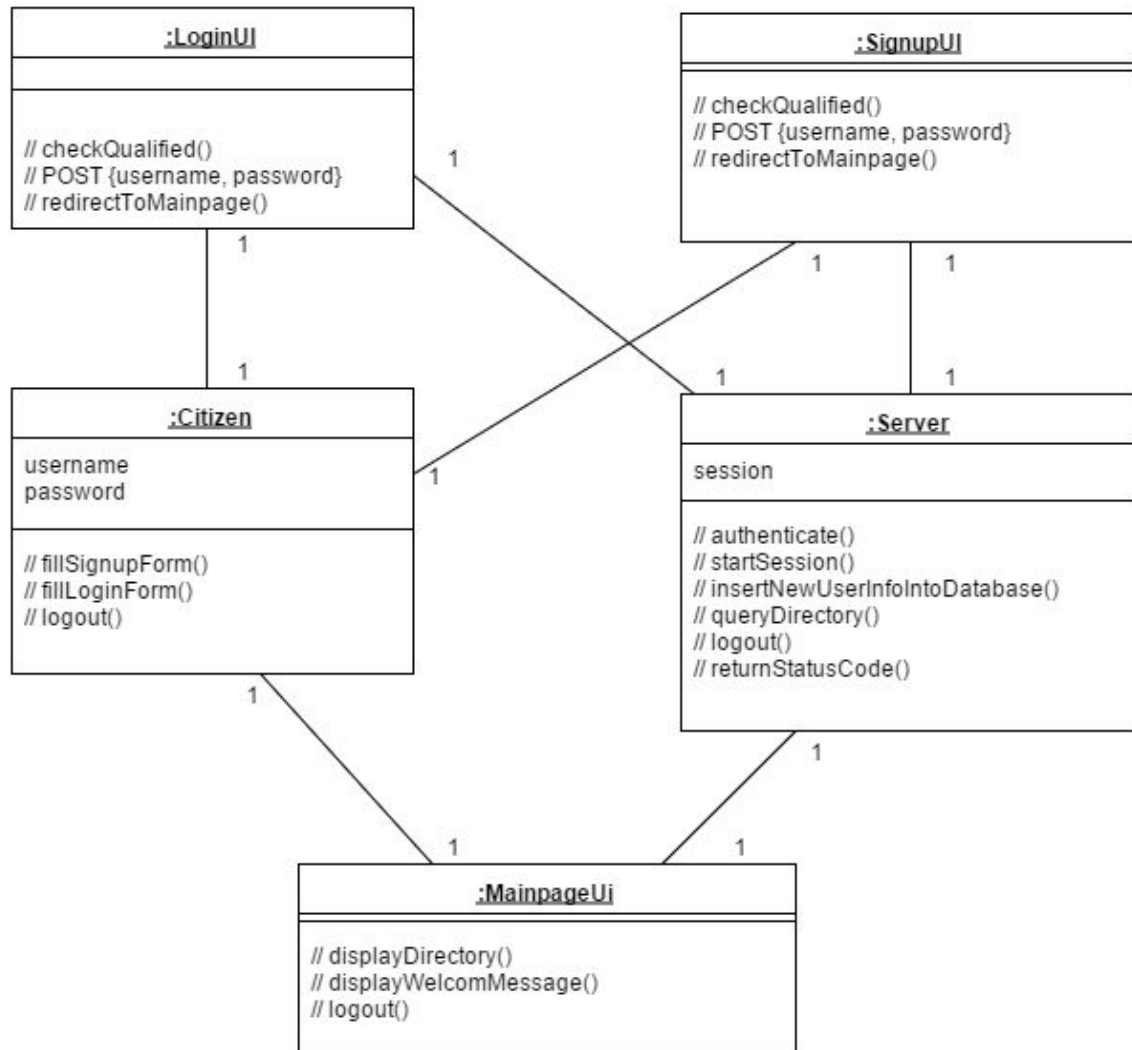 :LoginUI
// checkQualified()
// POST {username, password}
// redirectToMainpage()
1
1
:SignupUI
// checkQualified()
// POST {username, password}
// redirectToMainpage()
1
1
1
1
1
1
:Citizen
username
password
// fillSignupForm()
// fillLoginForm()
// logout()
1
:Server
session
// authenticate()
// startSession()
// insertNewUserInfoIntoDatabase()
// queryDirectory()
// logout()
// returnStatusCode()
1
1
1
:MainpageUi
// displayDirectory()
// displayWelcomMessage()
// logout()
1